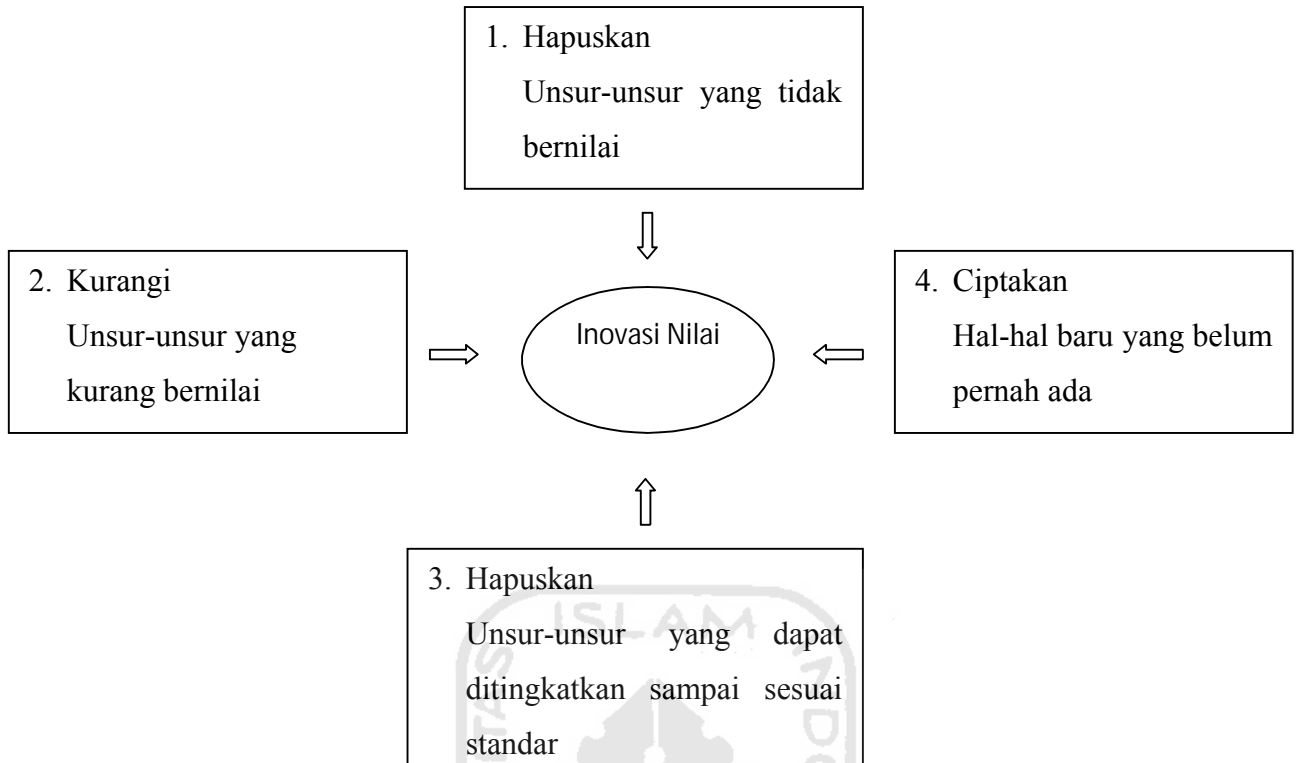 1. Hapuskan
Unsur-unsur yang tidak
bernilai
2. Kurangi
Unsur-unsur yang
kurang bernilai
Inovasi Nilai
4. Ciptakan
Hal-hal baru yang belum
pernah ada
3. Hapuskan
Unsur-unsur yang dapat
ditingkatkan sampai sesuai
standar
ISLAM